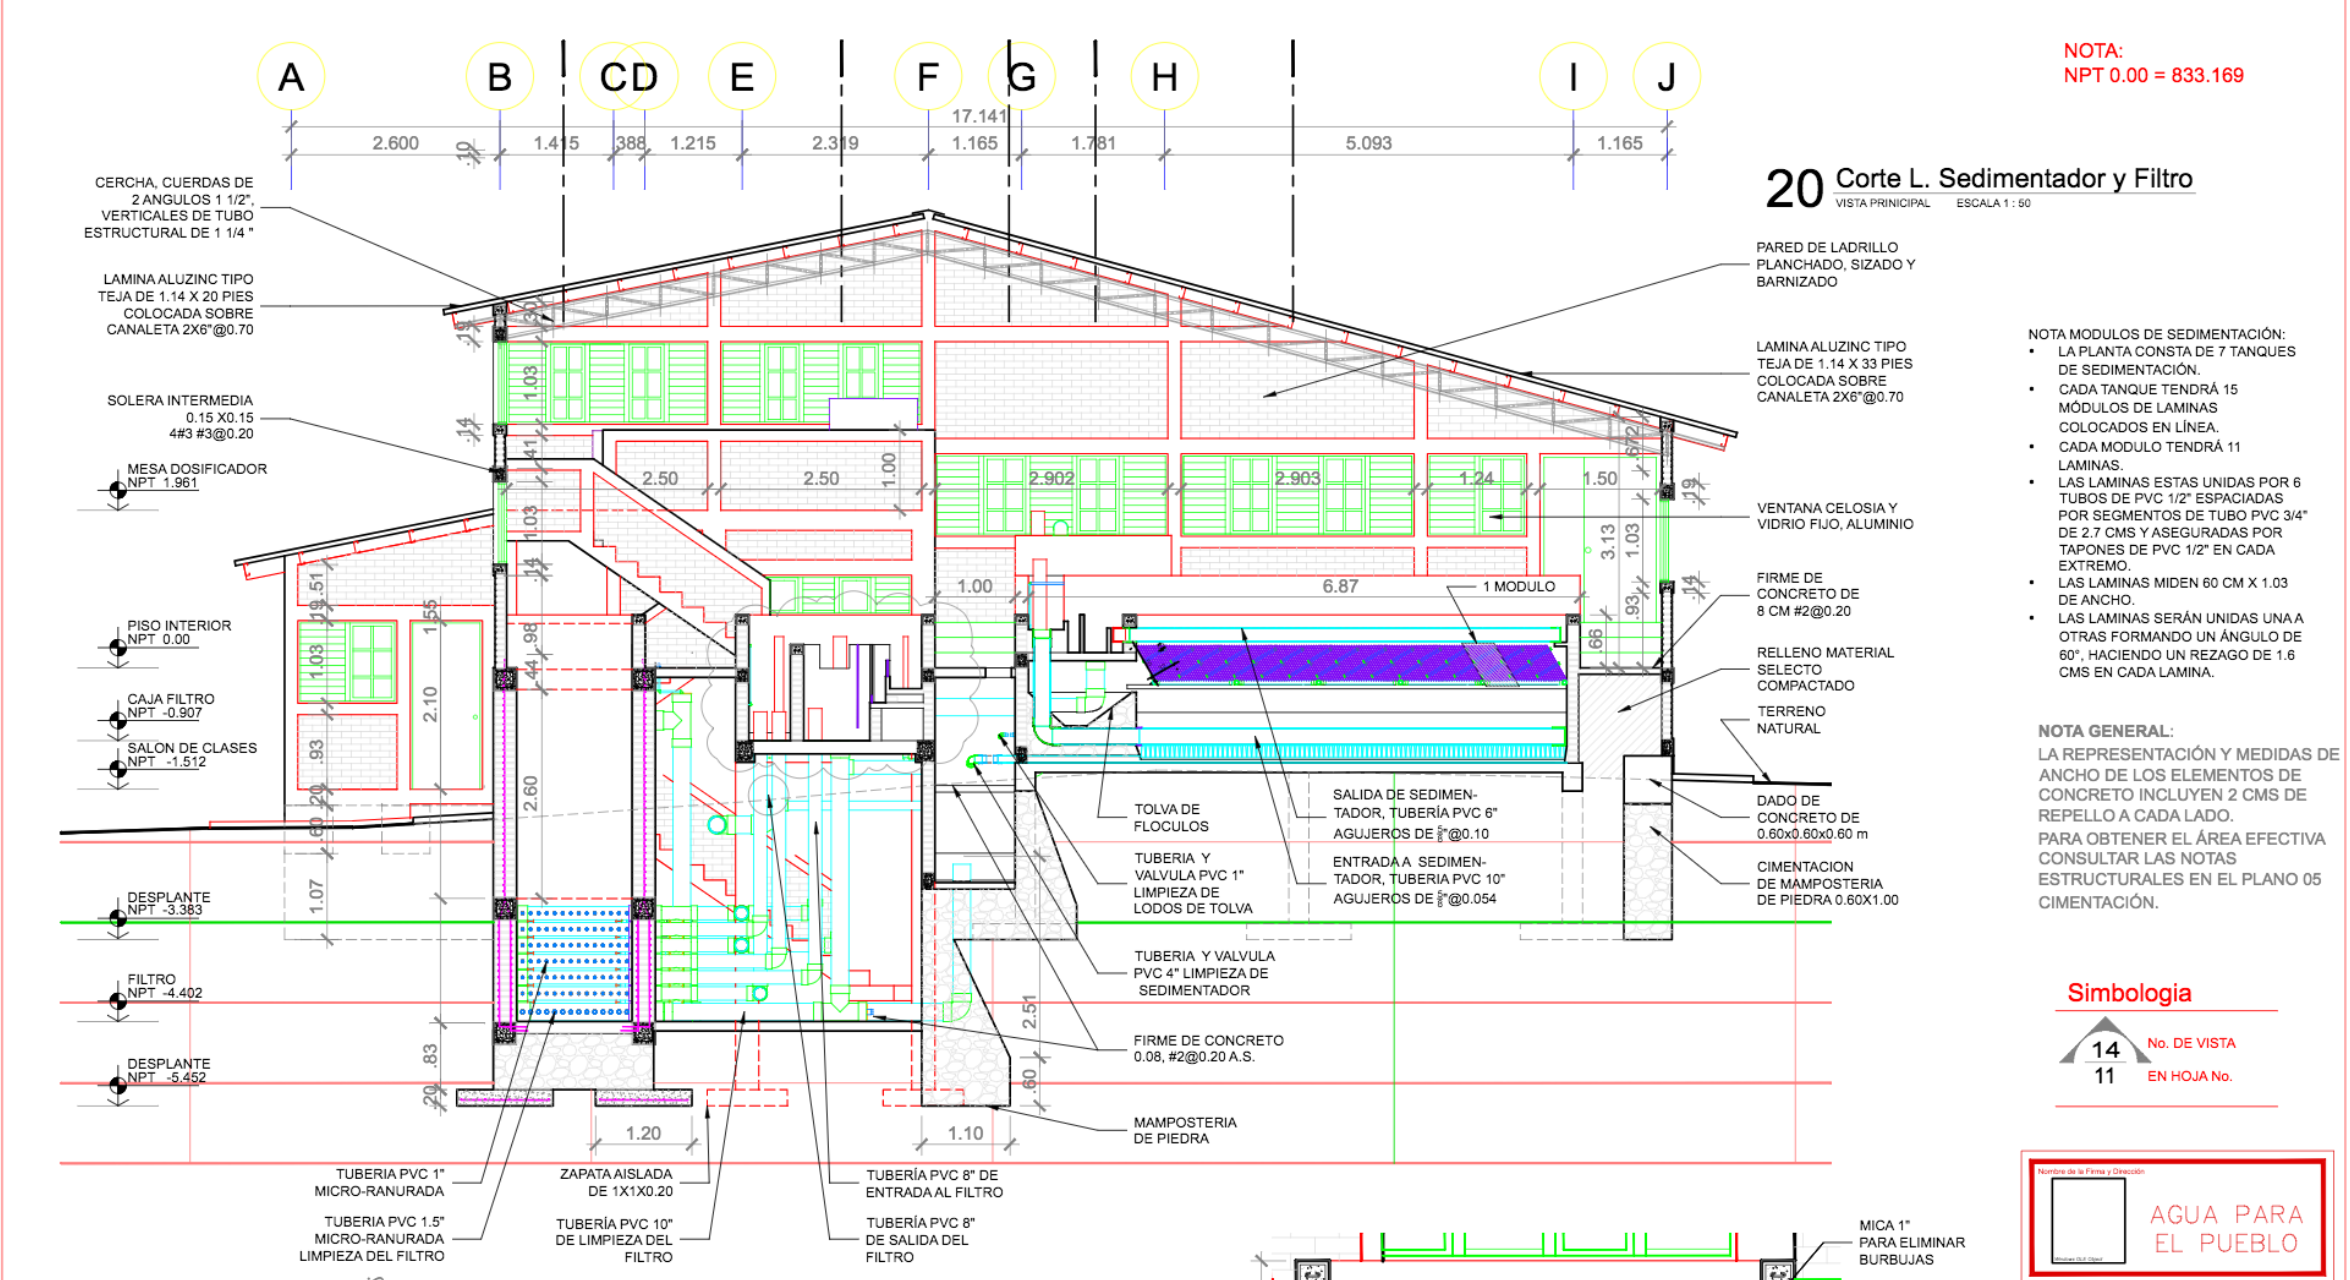 A B C D E F G H I J
17.141
2.600 .10 1.415 .388 1.215 2.319 1.165 1.781 5.093 1.165
NOTA:
NPT 0.00 = 833.169
20 Corte L. Sedimentador y Filtro
VISTA PRINICIPAL ESCALA 1 : 50
CERCHA, CUERDAS DE
2 ANGULOS 1 1/2",
VERTICALES DE TUBO
ESTRUCTURAL DE 1 1/4 "
LAMINA ALUZINC TIPO
TEJA DE 1.14 X 20 PIES
COLOCADA SOBRE
CANALETA 2X6"@0.70
SOLERA INTERMEDIA
0.15 X0.15
4#3 #3@0.20
MESA DOSIFICADOR
NPT 1.961
PISO INTERIOR
NPT 0.00
CAJA FILTRO
NPT -0.907
SALON DE CLASES
NPT -1.512
DESPLANTE
NPT -3.383
FILTRO
NPT -4.402
DESPLANTE
NPT -5.452
.19
.30
1.03
.14
.41
1.03
.14
.98
.44
2.60
2.50
2.50
1.00
2.902
2.903
1.24
1.50
.672
.19
3.13
1.03
.14
.93
.66
1.00
6.87
1 MODULO
.51
.19
1.03
.93
.20
.60
1.07
1.55
2.10
.83
.20
1.20
1.10
2.51
.60
PARED DE LADRILLO
PLANCHADO, SIZADO Y
BARNIZADO
LAMINA ALUZINC TIPO
TEJA DE 1.14 X 33 PIES
COLOCADA SOBRE
CANALETA 2X6"@0.70
VENTANA CELOSIA Y
VIDRIO FIJO, ALUMINIO
FIRME DE
CONCRETO DE
8 CM #2@0.20
RELLENO MATERIAL
SELECTO
COMPACTADO
TERRENO
NATURAL
DADO DE
CONCRETO DE
0.60x0.60x0.60 m
CIMENTACION
DE MAMPOSTERIA
DE PIEDRA 0.60X1.00
TOLVA DE
FLOCULOS
TUBERIA Y
VALVULA PVC 1"
LIMPIEZA DE
LODOS DE TOLVA
TUBERIA Y VALVULA
PVC 4" LIMPIEZA DE
SEDIMENTADOR
FIRME DE CONCRETO
0.08, #2@0.20 A.S.
MAMPOSTERIA
DE PIEDRA
SALIDA DE SEDIMEN-
TADOR, TUBERÍA PVC 6"
AGUJEROS DE "@0.10
ENTRADA A SEDIMEN-
TADOR, TUBERIA PVC 10"
AGUJEROS DE "@0.054
TUBERIA PVC 1"
MICRO-RANURADA
TUBERIA PVC 1.5"
MICRO-RANURADA
LIMPIEZA DEL FILTRO
ZAPATA AISLADA
DE 1X1X0.20
TUBERÍA PVC 10"
DE LIMPIEZA DEL
FILTRO
TUBERÍA PVC 8" DE
ENTRADA AL FILTRO
TUBERÍA PVC 8"
DE SALIDA DEL
FILTRO
MICA 1"
PARA ELIMINAR
BURBUJAS
NOTA MODULOS DE SEDIMENTACIÓN:
• LA PLANTA CONSTA DE 7 TANQUES
DE SEDIMENTACIÓN.
• CADA TANQUE TENDRÁ 15
MÓDULOS DE LAMINAS
COLOCADOS EN LÍNEA.
• CADA MODULO TENDRÁ 11
LAMINAS.
• LAS LAMINAS ESTAS UNIDAS POR 6
TUBOS DE PVC 1/2" ESPACIADAS
POR SEGMENTOS DE TUBO PVC 3/4"
DE 2.7 CMS Y ASEGURADAS POR
TAPONES DE PVC 1/2" EN CADA
EXTREMO.
• LAS LAMINAS MIDEN 60 CM X 1.03
DE ANCHO.
• LAS LAMINAS SERÁN UNIDAS UNA A
OTRAS FORMANDO UN ÁNGULO DE
60°, HACIENDO UN REZAGO DE 1.6
CMS EN CADA LAMINA.
NOTA GENERAL:
LA REPRESENTACIÓN Y MEDIDAS DE
ANCHO DE LOS ELEMENTOS DE
CONCRETO INCLUYEN 2 CMS DE
REPELLO A CADA LADO.
PARA OBTENER EL ÁREA EFECTIVA
CONSULTAR LAS NOTAS
ESTRUCTURALES EN EL PLANO 05
CIMENTACIÓN.
Simbologia
14 No. DE VISTA
11 EN HOJA No.
Nombre de la Firma y Dirección
AGUA PARA
EL PUEBLO